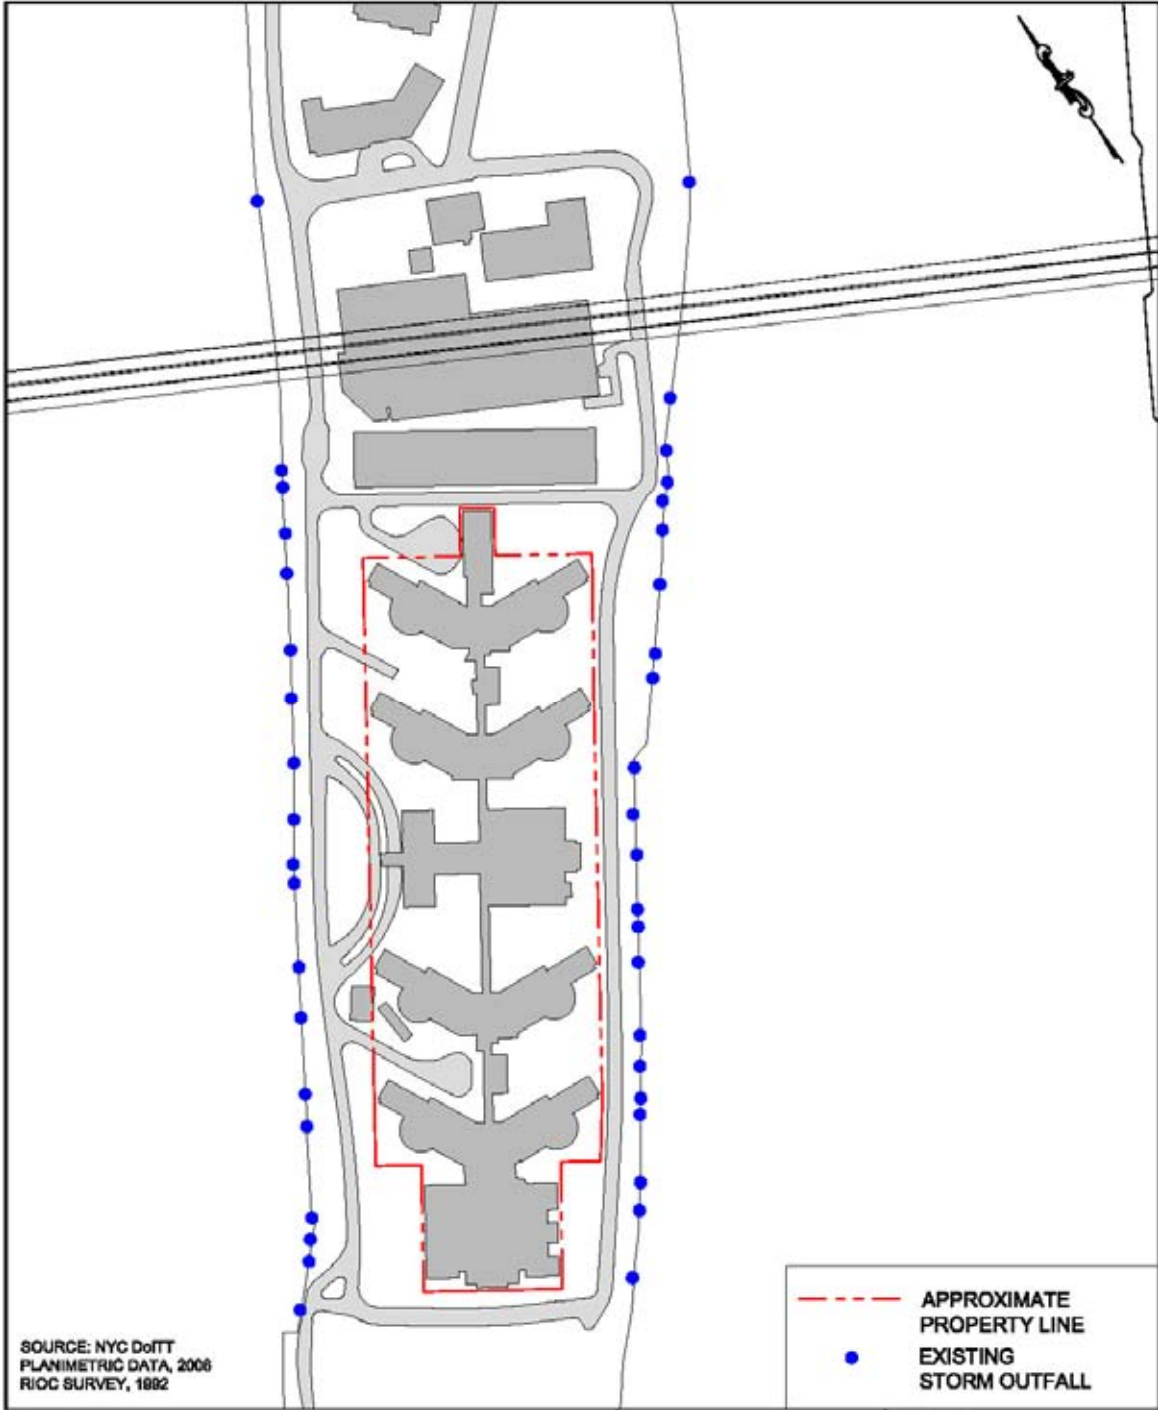 SOURCE: NYC DoITT
PLANIMETRIC DATA, 2006
RIOC SURVEY, 1992
APPROXIMATE
PROPERTY LINE
EXISTING
STORM OUTFALL